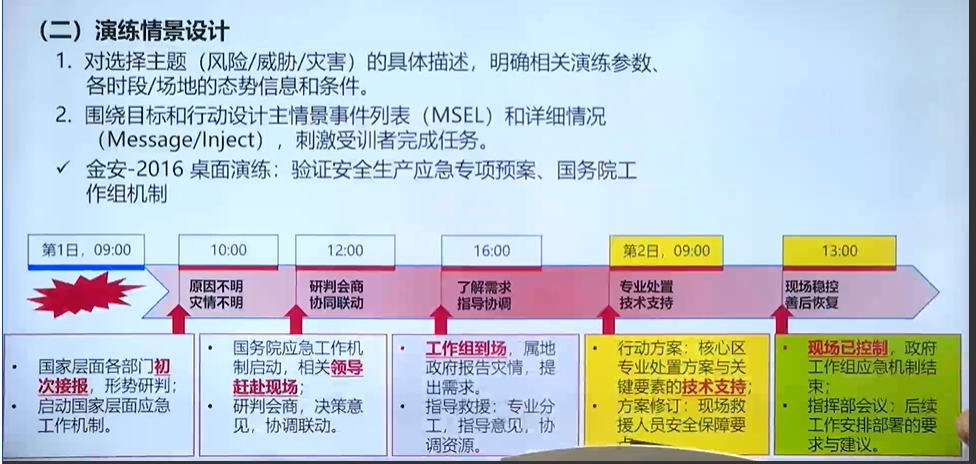 （二）演练情景设计
1. 对选择主题（风险/威胁/灾害）的具体描述，明确相关演练参数、
各时段/场地的态势信息和条件。
2. 围绕目标和行动设计主情景事件列表（MSEL）和详细情况
（Message/Inject），刺激受训者完成任务。
✓ 金安-2016 桌面演练：验证安全生产应急专项预案、国务院工
作组机制
第1日，09:00
10:00
12:00
16:00
第2日，09:00
13:00
原因不明
灾情不明
研判会商
协同联动
了解需求
指导协调
专业处置
技术支持
现场稳控
善后恢复
• 国家层面各部门初
次接报，形势研判；
• 启动国家层面应急
工作机制。
• 国务院应急工作机
制启动，相关领导
赶赴现场；
• 研判会商，决策意
见，协调联动。
• 工作组到场，属地
政府报告灾情，提
出需求。
• 指导救援：专业分
工，指导意见，协
调资源。
• 行动方案：核心区
专业处置方案与关
键要素的技术支持；
• 方案修订：现场救
援人员安全保障要
• 现场已控制，政府
工作组应急机制结
束；
• 指挥部会议：后续
工作安排部署的要
求与建议。